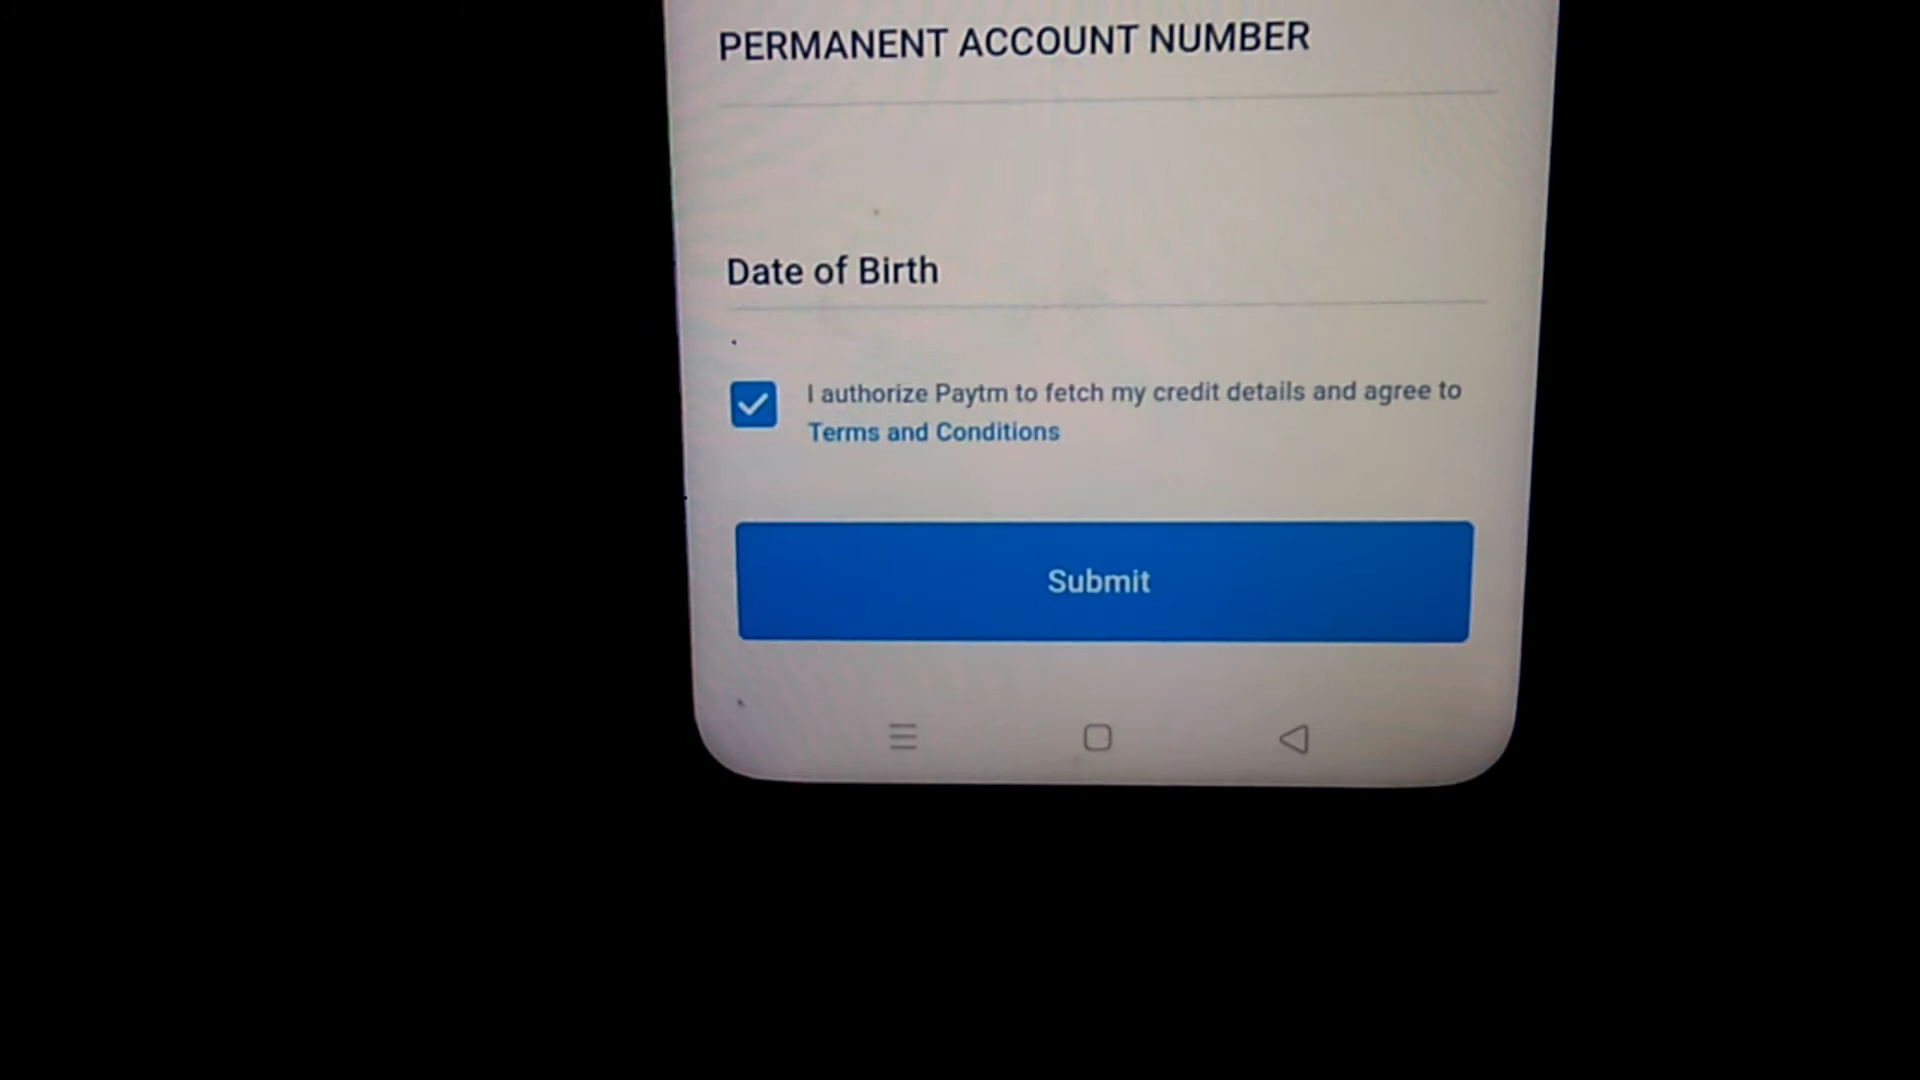 PERMANENT ACCOUNT NUMBER
Date of Birth
I authorize Paytm to fetch my credit details and agree to
Terms and Conditions
Submit